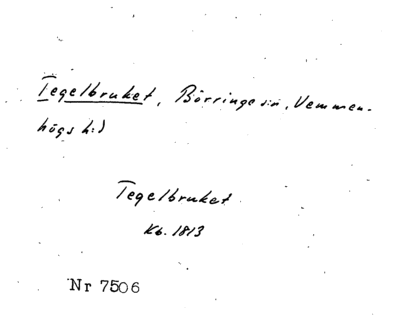 Tegelbruket, Börringe sn, Vemmen-
högs h:d
Tegelbruket
Kb. 1813
Nr 7506